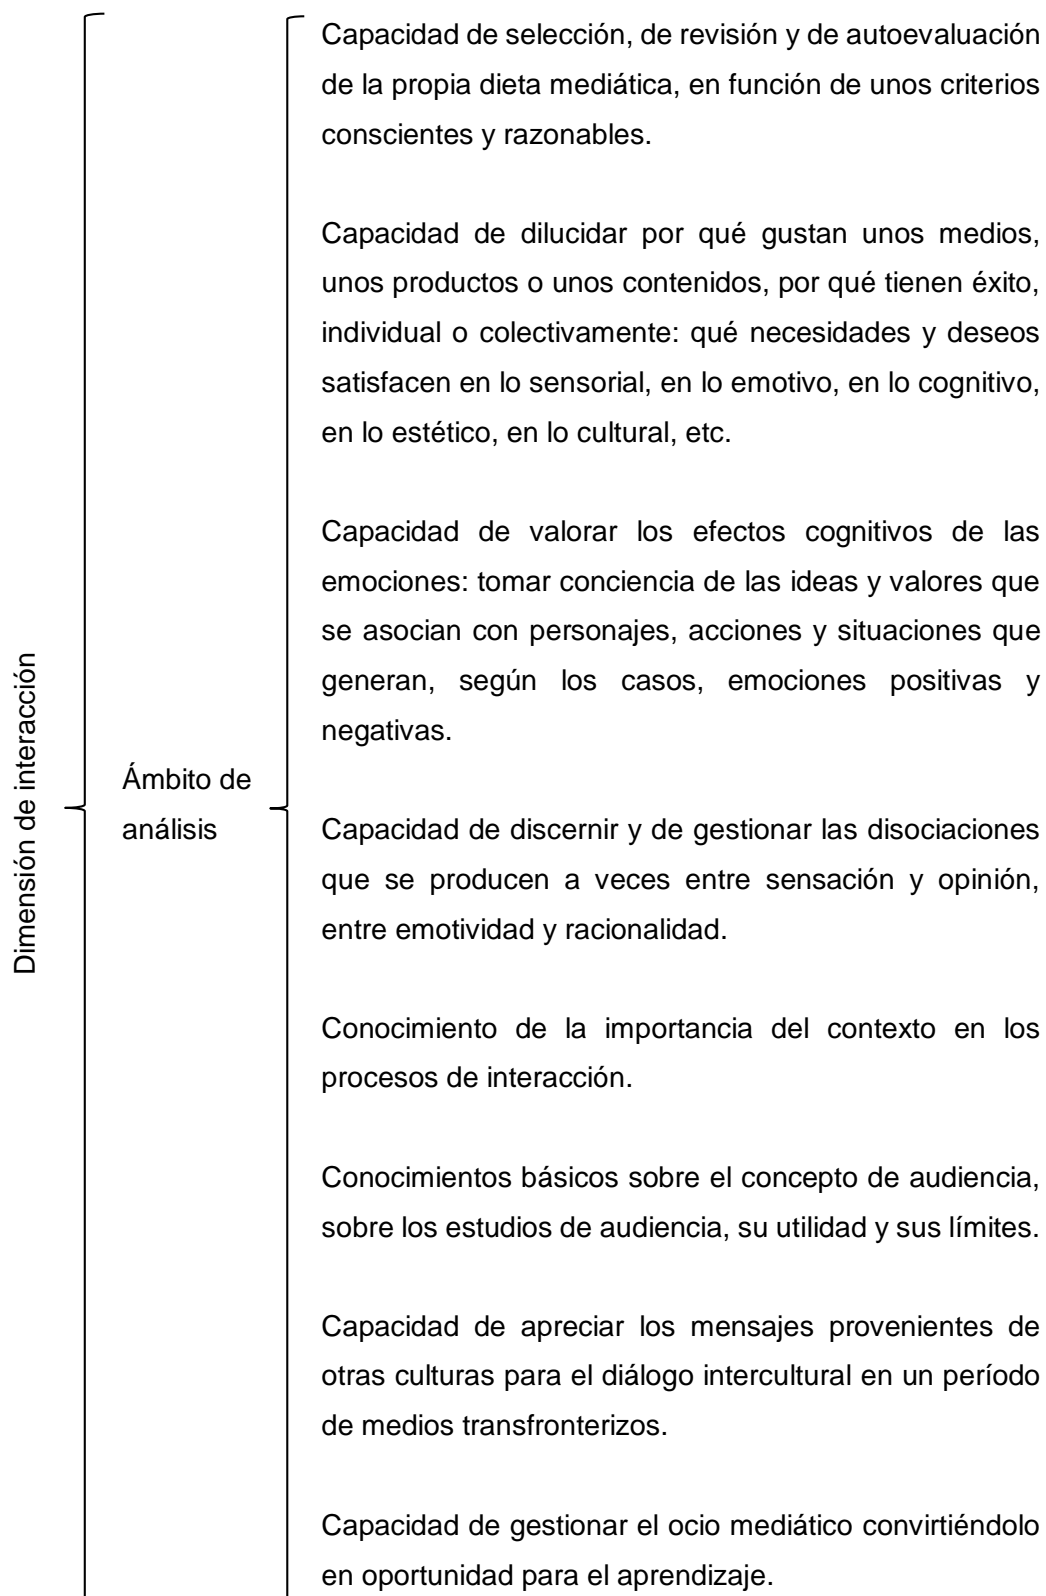 Dimensión de interacción
Ámbito de
análisis
Capacidad de selección, de revisión y de autoevaluación
de la propia dieta mediática, en función de unos criterios
conscientes y razonables.
Capacidad de dilucidar por qué gustan unos medios,
unos productos o unos contenidos, por qué tienen éxito,
individual o colectivamente: qué necesidades y deseos
satisfacen en lo sensorial, en lo emotivo, en lo cognitivo,
en lo estético, en lo cultural, etc.
Capacidad de valorar los efectos cognitivos de las
emociones: tomar conciencia de las ideas y valores que
se asocian con personajes, acciones y situaciones que
generan, según los casos, emociones positivas y
negativas.
Capacidad de discernir y de gestionar las disociaciones
que se producen a veces entre sensación y opinión,
entre emotividad y racionalidad.
Conocimiento de la importancia del contexto en los
procesos de interacción.
Conocimientos básicos sobre el concepto de audiencia,
sobre los estudios de audiencia, su utilidad y sus límites.
Capacidad de apreciar los mensajes provenientes de
otras culturas para el diálogo intercultural en un período
de medios transfronterizos.
Capacidad de gestionar el ocio mediático convirtiéndolo
en oportunidad para el aprendizaje.